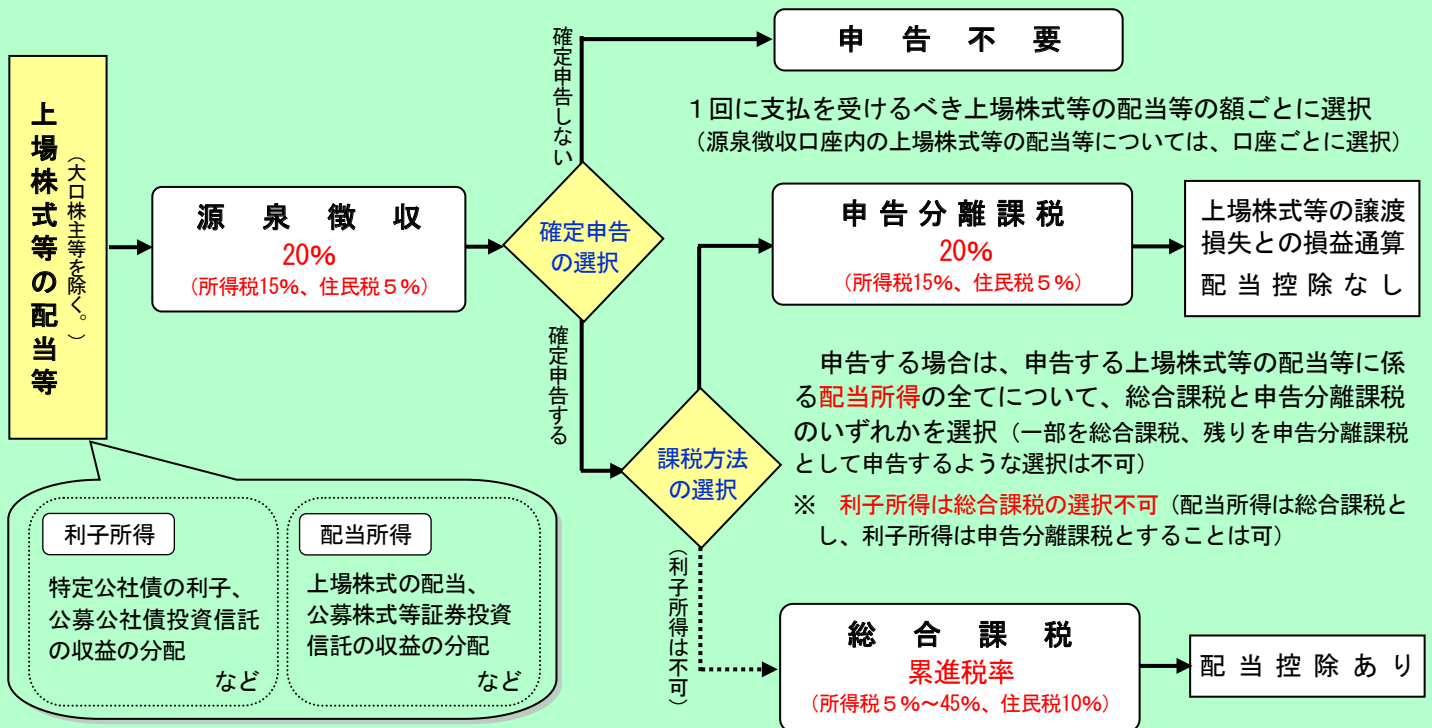 上場株式等の配当等
（大口株主等を除く。）
源泉徴収
20%
（所得税15%、住民税５%）
確定申告
の選択
確定申告しない
申告不要
１回に支払を受けるべき上場株式等の配当等の額ごとに選択
（源泉徴収口座内の上場株式等の配当等については、口座ごとに選択）
確定申告する
課税方法
の選択
申告分離課税
20%
（所得税15%、住民税５%）
上場株式等の譲渡
損失との損益通算
配当控除なし
申告する場合は、申告する上場株式等の配当等に係
る配当所得の全てについて、総合課税と申告分離課税
のいずれかを選択（一部を総合課税、残りを申告分離課税
として申告するような選択は不可）
※　利子所得は総合課税の選択不可（配当所得は総合課税と
し、利子所得は申告分離課税とすることは可）
（利子所得は不可）
総合課税
累進税率
（所得税５%～45%、住民税10%）
配当控除あり
利子所得
特定公社債の利子、
公募公社債投資信託
の収益の分配
など
配当所得
上場株式の配当、
公募株式等証券投資
信託の収益の分配
など